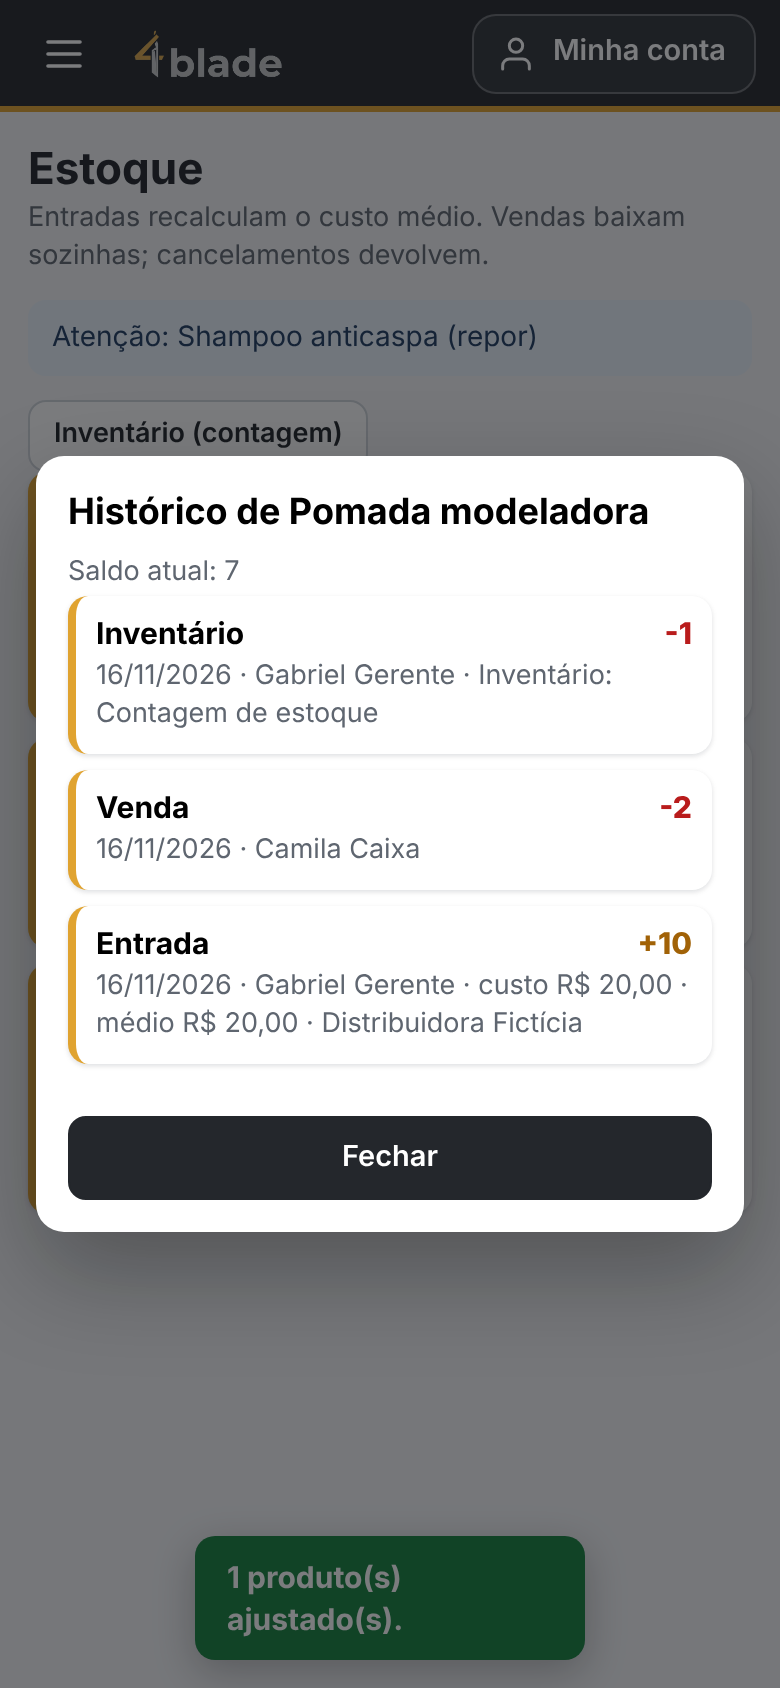 4blade
Minha conta
Estoque
Entradas recalculam o custo médio. Vendas baixam
sozinhas; cancelamentos devolvem.
Atenção: Shampoo anticaspa (repor)
Inventário (contagem)
Histórico de Pomada modeladora
Saldo atual: 7
Inventário -1
16/11/2026 · Gabriel Gerente · Inventário:
Contagem de estoque
Venda -2
16/11/2026 · Camila Caixa
Entrada +10
16/11/2026 · Gabriel Gerente · custo R$ 20,00 ·
médio R$ 20,00 · Distribuidora Fictícia
Fechar
1 produto(s)
ajustado(s).